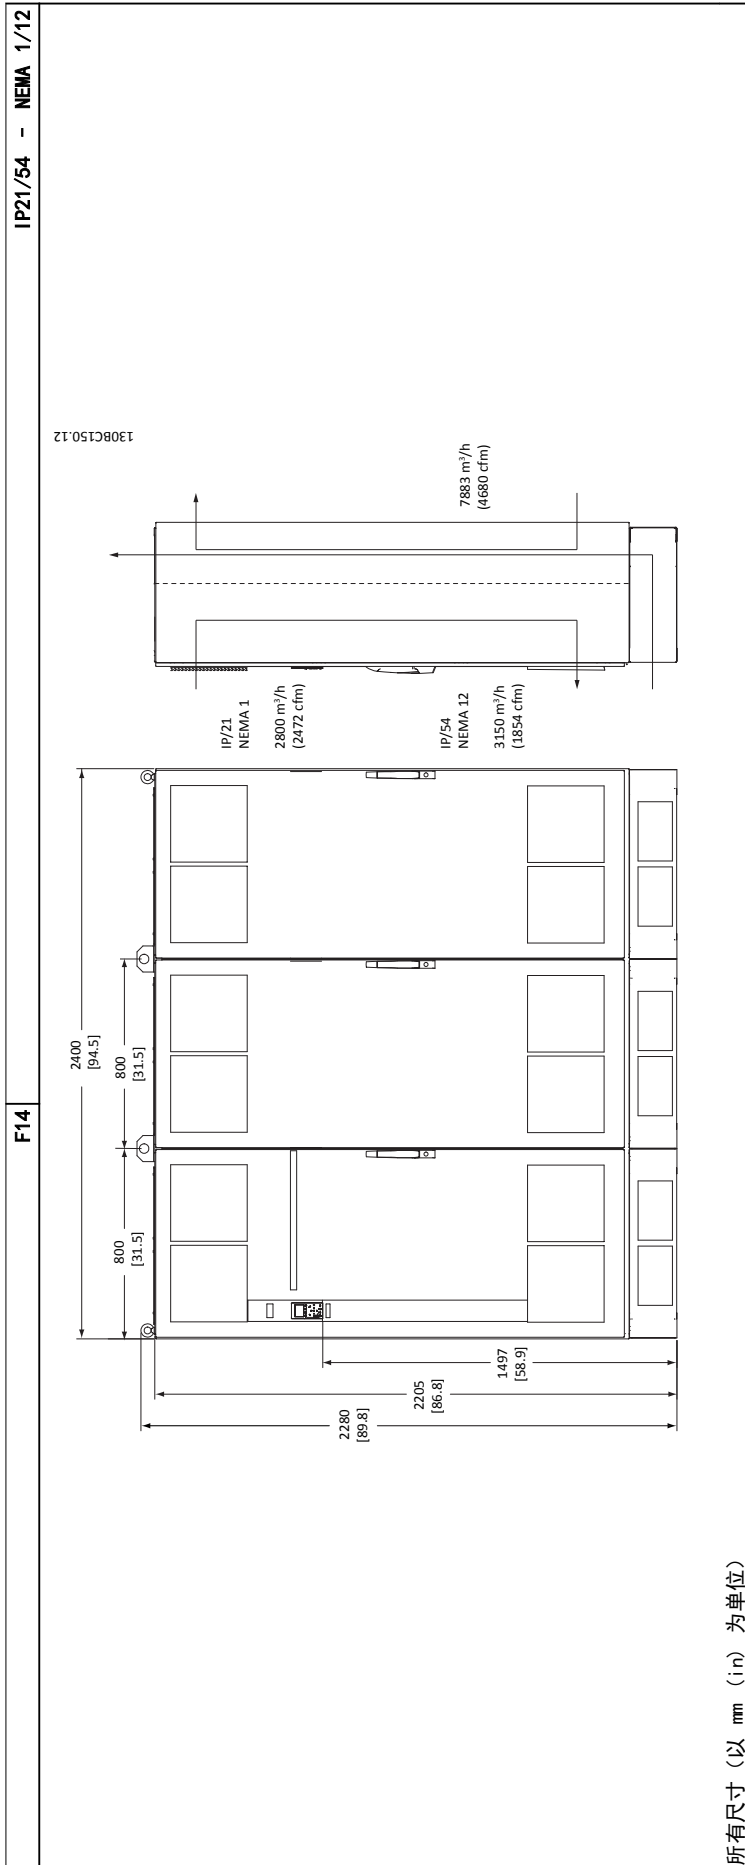 F14
IP21/54 - NEMA 1/12
130BC150.12
2400
[94.5]
800
[31.5]
800
[31.5]
2280
[89.8]
2205
[86.8]
1497
[58.9]
IP/21
NEMA 1
2800 m³/h
(2472 cfm)
IP/54
NEMA 12
3150 m³/h
(1854 cfm)
7883 m³/h
(4680 cfm)
所有尺寸（以 mm (in) 为单位）